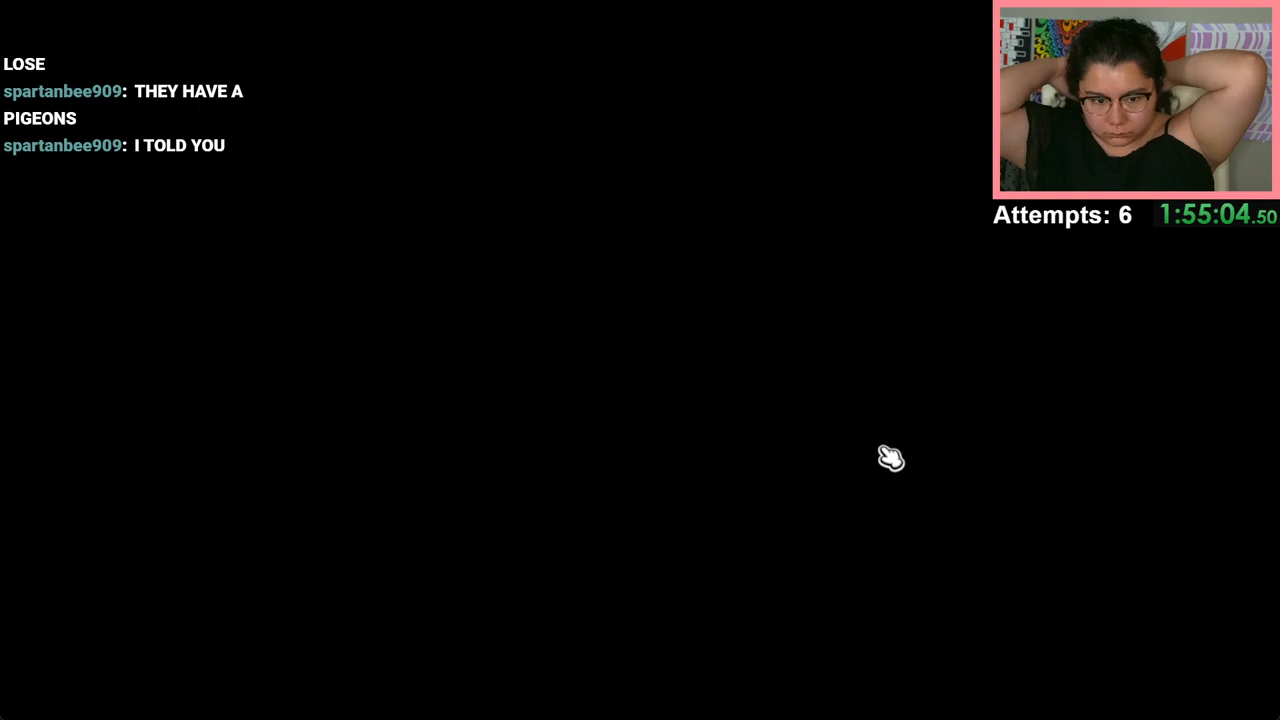 LOSE
spartanbee909: THEY HAVE A
PIGEONS
spartanbee909: I TOLD YOU
Attempts: 6 1:55:04.50